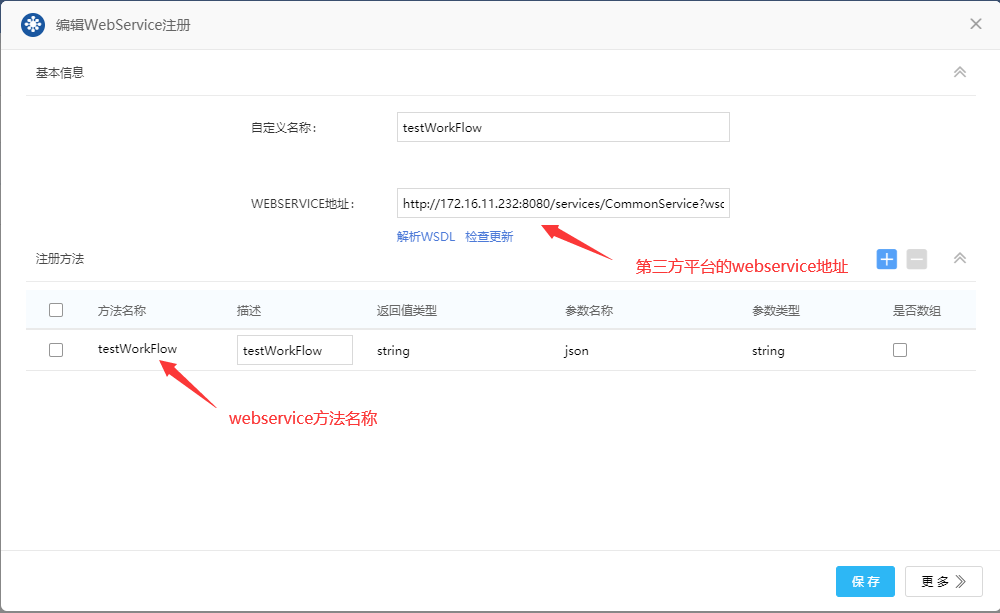 编辑WebService注册
基本信息
自定义名称：
testWorkFlow
WEBSERVICE地址：
http://172.16.11.232:8080/services/CommonService?wsd
解析WSDL 检查更新
第三方平台的webservice地址
注册方法
方法名称 描述 返回值类型 参数名称 参数类型 是否数组
testWorkFlow testWorkFlow string json string
webservice方法名称
保存 更多